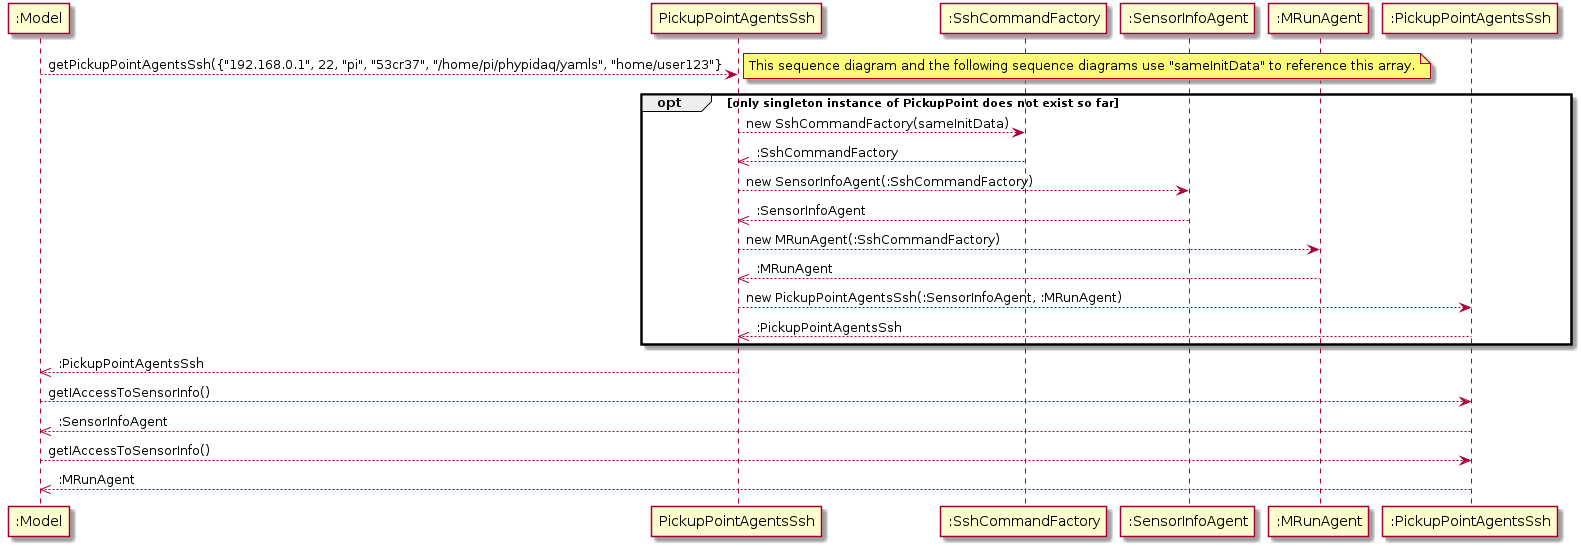 :Model
PickupPointAgentsSsh
:SshCommandFactory
:SensorInfoAgent
:MRunAgent
:PickupPointAgentsSsh
getPickupPointAgentsSsh({"192.168.0.1", 22, "pi", "53cr37", "/home/pi/phypidaq/yamls", "home/user123"}
This sequence diagram and the following sequence diagrams use "sameInitData" to reference this array.
opt
[only singleton instance of PickupPoint does not exist so far]
new SshCommandFactory(sameInitData)
:SshCommandFactory
new SensorInfoAgent(:SshCommandFactory)
:SensorInfoAgent
new MRunAgent(:SshCommandFactory)
:MRunAgent
new PickupPointAgentsSsh(:SensorInfoAgent, :MRunAgent)
:PickupPointAgentsSsh
:PickupPointAgentsSsh
getIAccessToSensorInfo()
:SensorInfoAgent
getIAccessToSensorInfo()
:MRunAgent
:Model
PickupPointAgentsSsh
:SshCommandFactory
:SensorInfoAgent
:MRunAgent
:PickupPointAgentsSsh